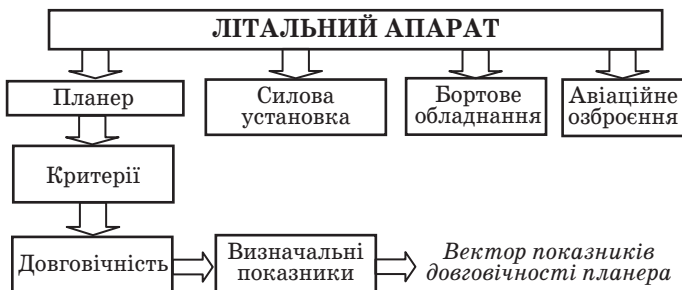 ЛІТАЛЬНИЙ АПАРАТ
Планер
Силова
установка
Бортове
обладнання
Авіаційне
озброєння
Критерії
Довговічність
Визначальні
показники
Вектор показників
довговічності планера